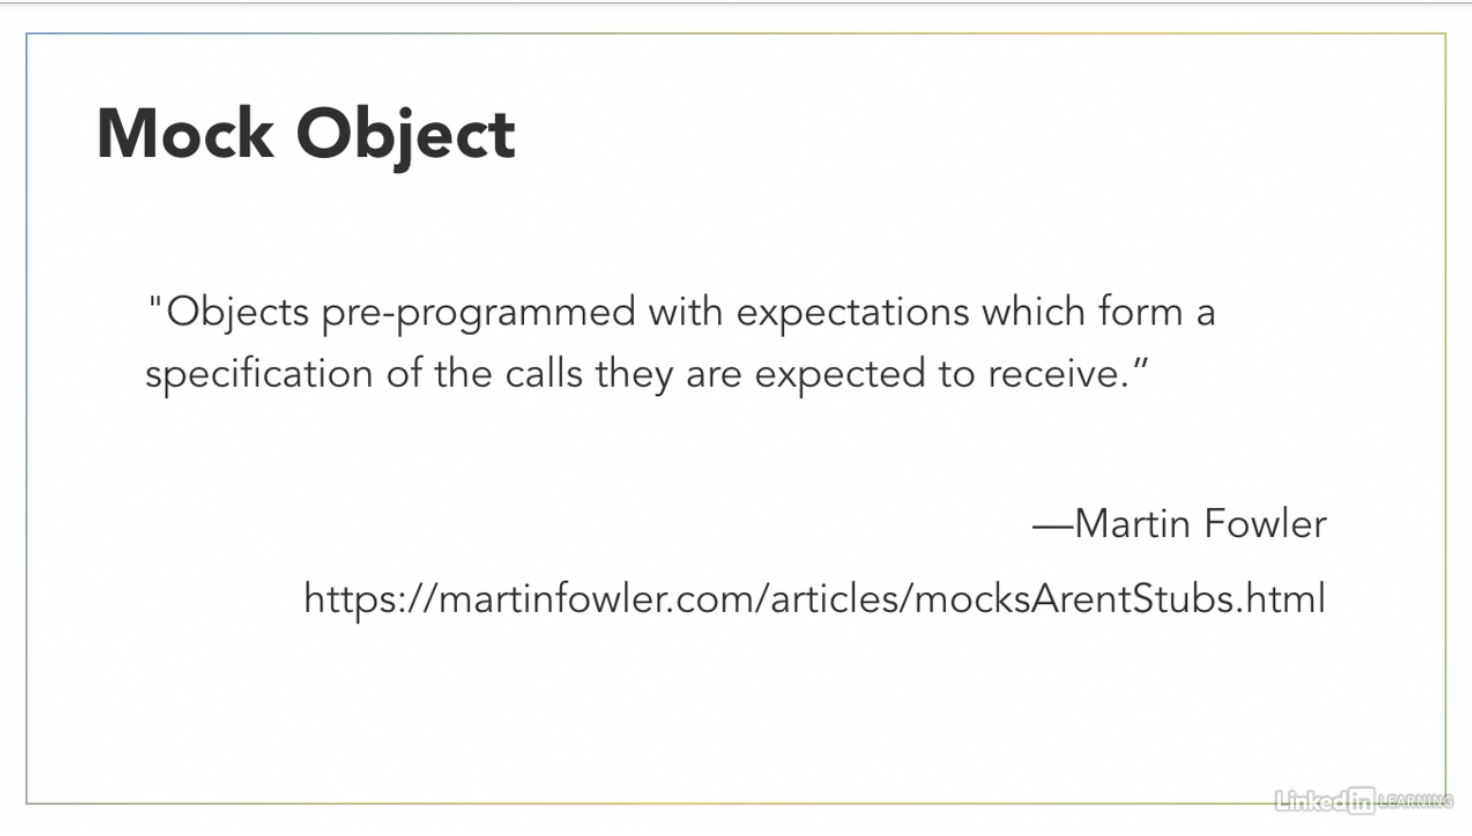 Mock Object
"Objects pre-programmed with expectations which form a
specification of the calls they are expected to receive.”
—Martin Fowler
https://martinfowler.com/articles/mocksArentStubs.html
Linked in LEARNING